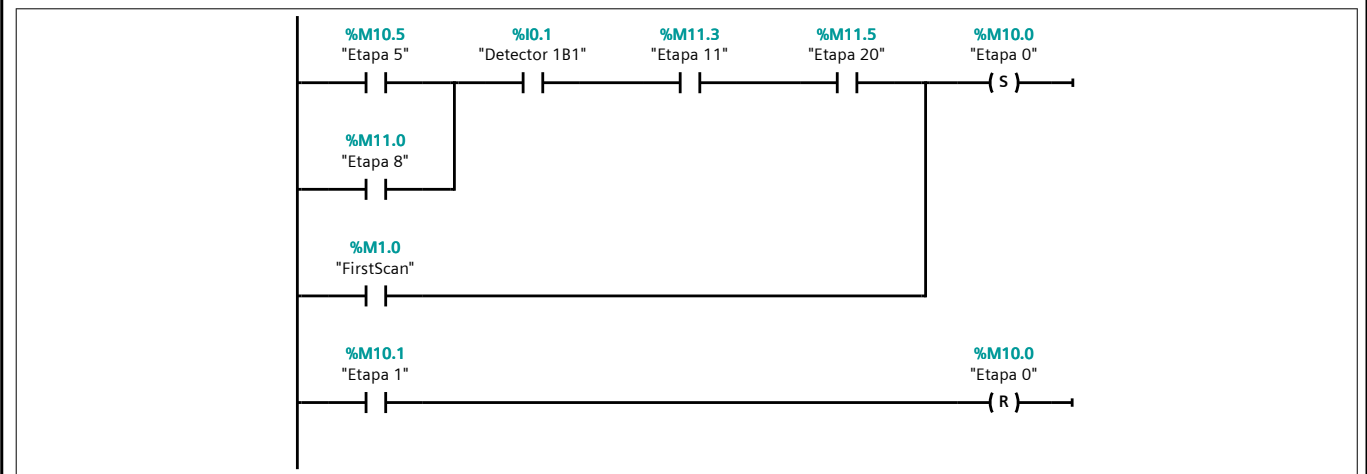 %M10.5 %I0.1 %M11.3 %M11.5 %M10.0
"Etapa 5" "Detector 1B1" "Etapa 11" "Etapa 20" "Etapa 0"
S
%M11.0
"Etapa 8"
%M1.0
"FirstScan"
%M10.1 %M10.0
"Etapa 1" "Etapa 0"
R